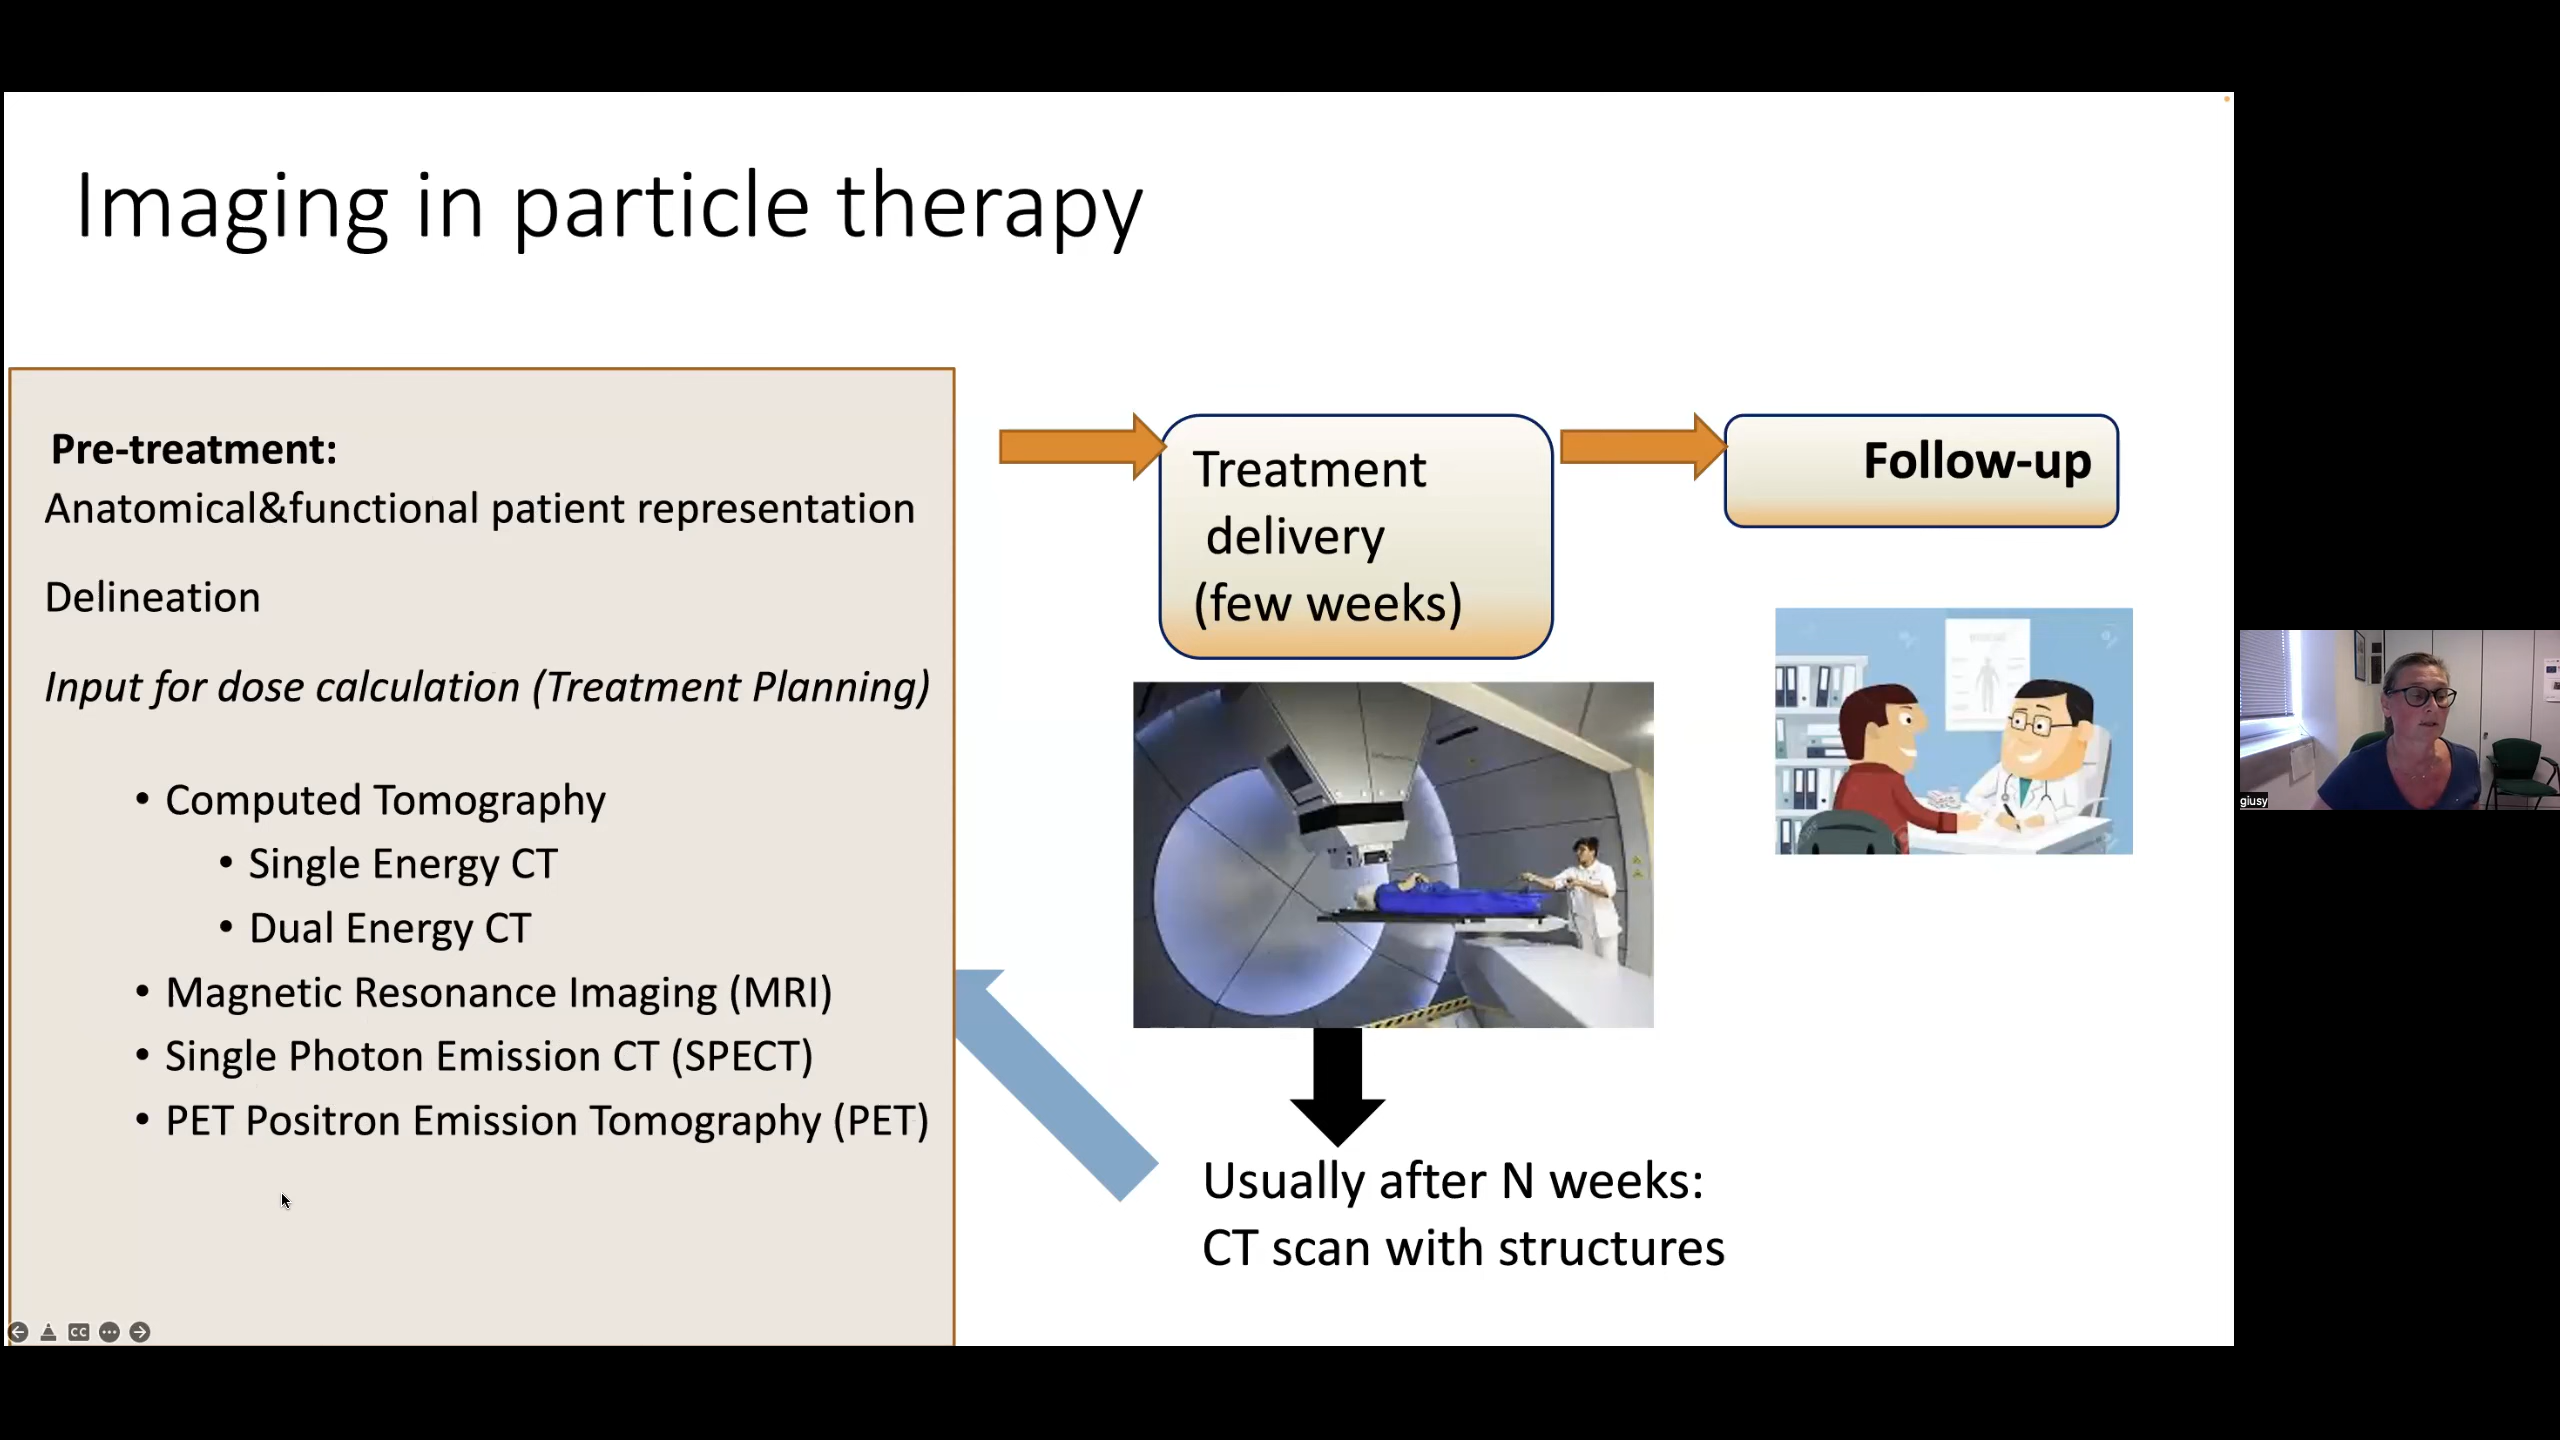 Imaging in particle therapy
Pre-treatment:
Anatomical&functional patient representation
Delineation
Input for dose calculation (Treatment Planning)
• Computed Tomography
• Single Energy CT
• Dual Energy CT
• Magnetic Resonance Imaging (MRI)
• Single Photon Emission CT (SPECT)
• PET Positron Emission Tomography (PET)
Treatment
delivery
(few weeks)
Follow-up
Usually after N weeks:
CT scan with structures
CC
giusy